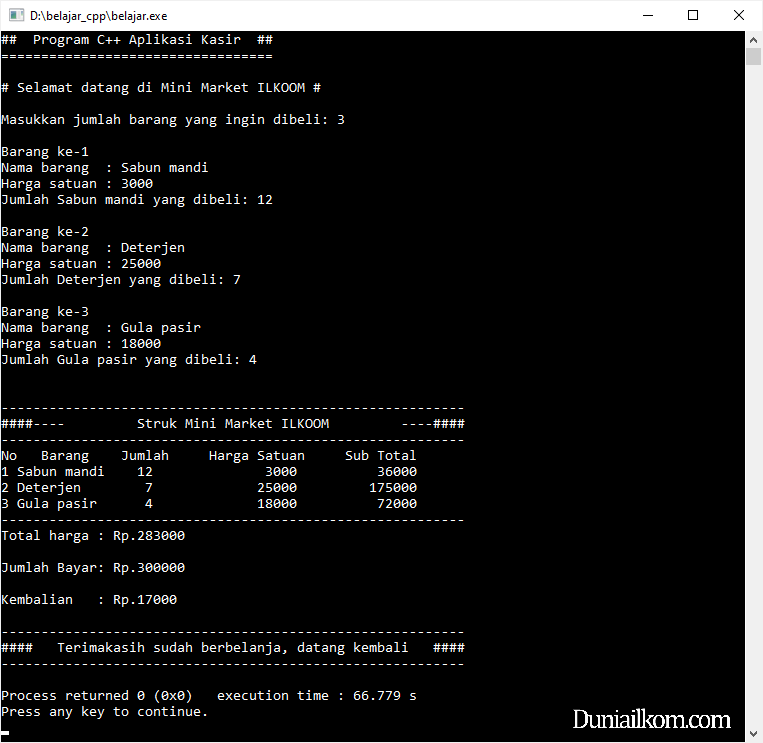 D:\belajar_cpp\belajar.exe
##  Program C++ Aplikasi Kasir  ##
==================================
# Selamat datang di Mini Market ILKOOM #
Masukkan jumlah barang yang ingin dibeli: 3
Barang ke-1
Nama barang  : Sabun mandi
Harga satuan : 3000
Jumlah Sabun mandi yang dibeli: 12
Barang ke-2
Nama barang  : Deterjen
Harga satuan : 25000
Jumlah Deterjen yang dibeli: 7
Barang ke-3
Nama barang  : Gula pasir
Harga satuan : 18000
Jumlah Gula pasir yang dibeli: 4
----------------------------------------------------------
####----         Struk Mini Market ILKOOM         ----####
----------------------------------------------------------
No   Barang    Jumlah     Harga Satuan     Sub Total
1 Sabun mandi    12              3000          36000
2 Deterjen        7             25000         175000
3 Gula pasir      4             18000          72000
----------------------------------------------------------
Total harga : Rp.283000
Jumlah Bayar: Rp.300000
Kembalian   : Rp.17000
----------------------------------------------------------
####   Terimakasih sudah berbelanja, datang kembali   ####
----------------------------------------------------------
Process returned 0 (0x0)   execution time : 66.779 s
Press any key to continue.
Duniailkom.com